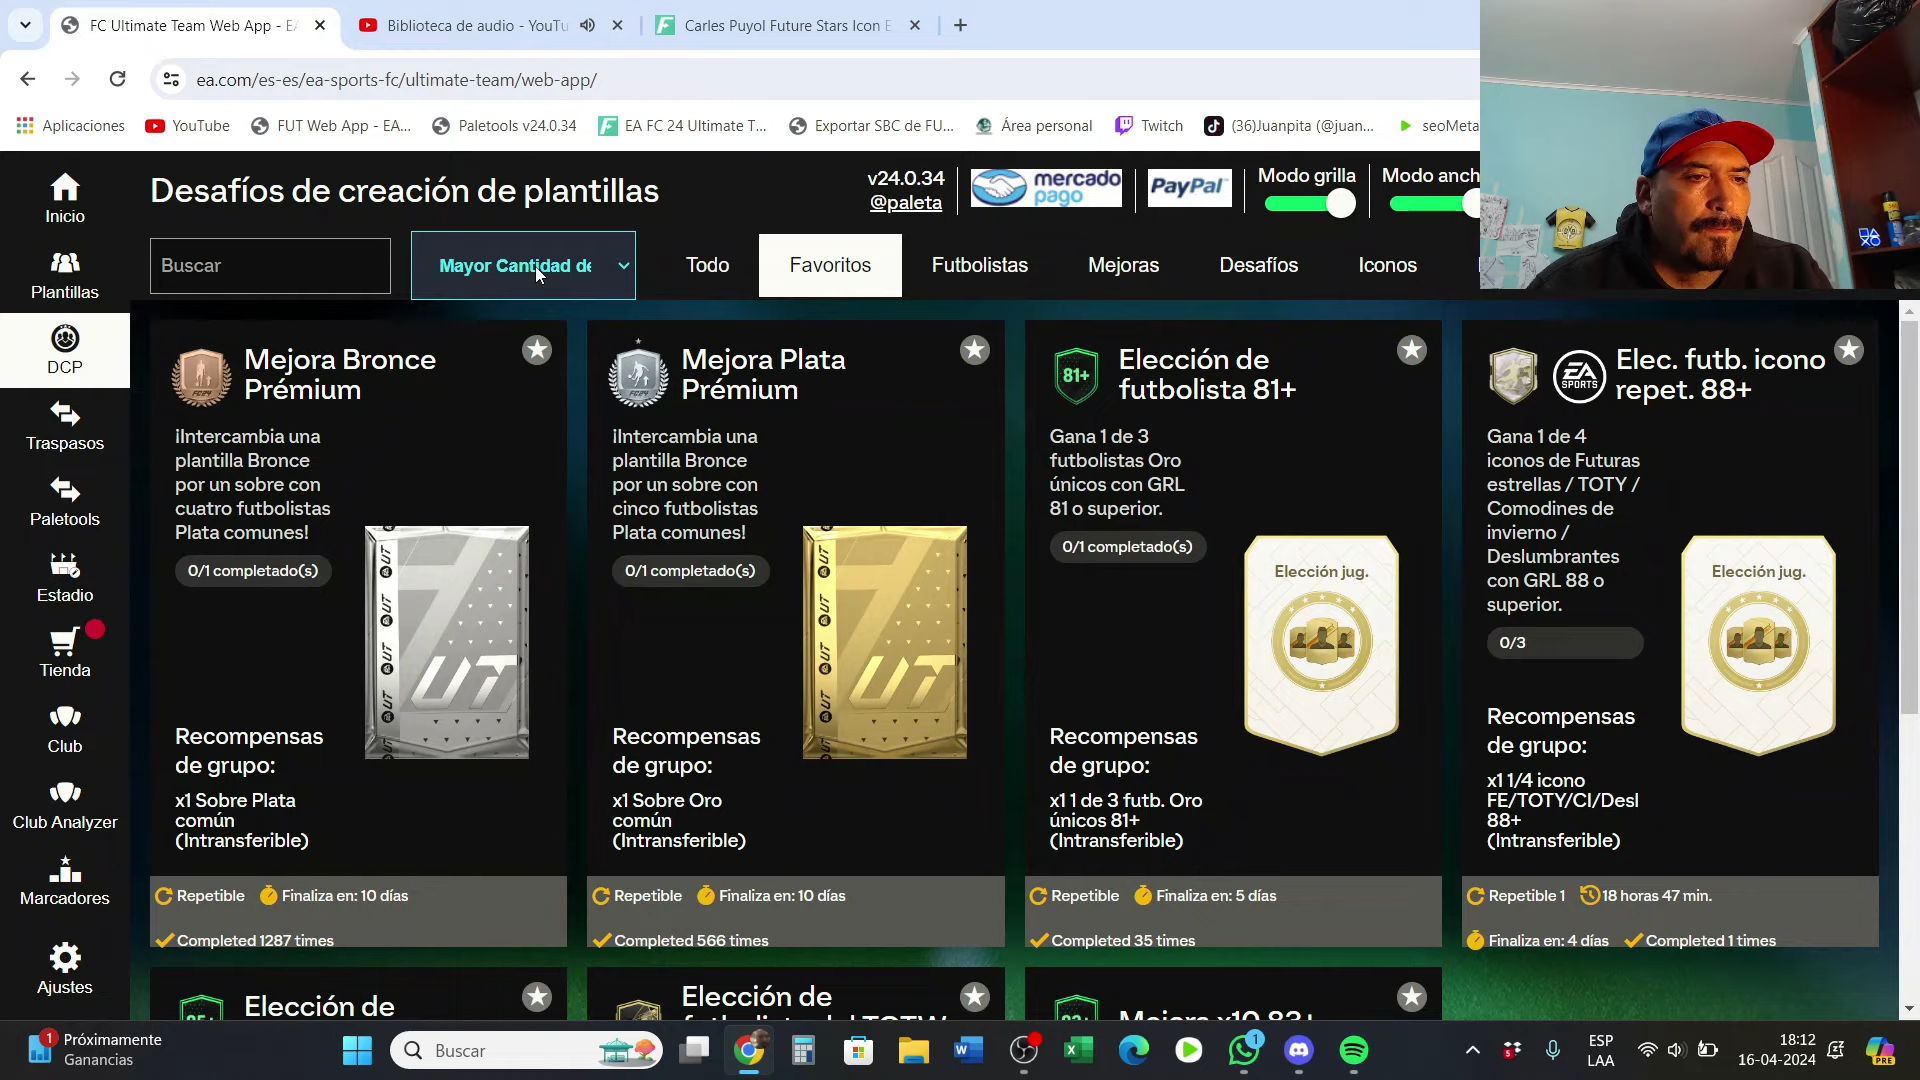 FC Ultimate Team Web App - EA
Biblioteca de audio - YouTu
Carles Puyol Future Stars Icon E
ea.com/es-es/ea-sports-fc/ultimate-team/web-app/
Aplicaciones
YouTube
FUT Web App - EA...
Paletools v24.0.34
EA FC 24 Ultimate T...
Exportar SBC de FU...
Área personal
Twitch
(36)Juanpita (@juan...
seoMeta
Inicio
Plantillas
DCP
Traspasos
Paletools
Estadio
Tienda
Club
Club Analyzer
Marcadores
Ajustes
Desafíos de creación de plantillas
v24.0.34
@paleta
mercado
pago
PayPal
Modo grilla
Modo anch
Buscar
Mayor Cantidad de
Todo
Favoritos
Futbolistas
Mejoras
Desafíos
Iconos
Mejora Bronce
Prémium
¡Intercambia una
plantilla Bronce
por un sobre con
cuatro futbolistas
Plata comunes!
0/1 completado(s)
Recompensas
de grupo:
x1 Sobre Plata
común
(Intransferible)
Repetible
Finaliza en: 10 días
Completed 1287 times
Mejora Plata
Prémium
¡Intercambia una
plantilla Bronce
por un sobre con
cinco futbolistas
Plata comunes!
0/1 completado(s)
Recompensas
de grupo:
x1 Sobre Oro
común
(Intransferible)
Repetible
Finaliza en: 10 días
Completed 566 times
81+
Elección de
futbolista 81+
Gana 1 de 3
futbolistas Oro
únicos con GRL
81 o superior.
0/1 completado(s)
Elección jug.
Recompensas
de grupo:
x1 1 de 3 futb. Oro
únicos 81+
(Intransferible)
Repetible
Finaliza en: 5 días
Completed 35 times
EA
SPORTS
Elec. futb. icono
repet. 88+
Gana 1 de 4
iconos de Futuras
estrellas / TOTY /
Comodines de
invierno /
Deslumbrantes
con GRL 88 o
superior.
0/3
Elección jug.
Recompensas
de grupo:
x1 1/4 icono
FE/TOTY/CI/Desl
88+
(Intransferible)
Repetible 1
18 horas 47 min.
Finaliza en: 4 días
Completed 1 times
Elección de
Elección de
1
Próximamente
Ganancias
Buscar
1
ESP
LAA
18:12
16-04-2024
PRE